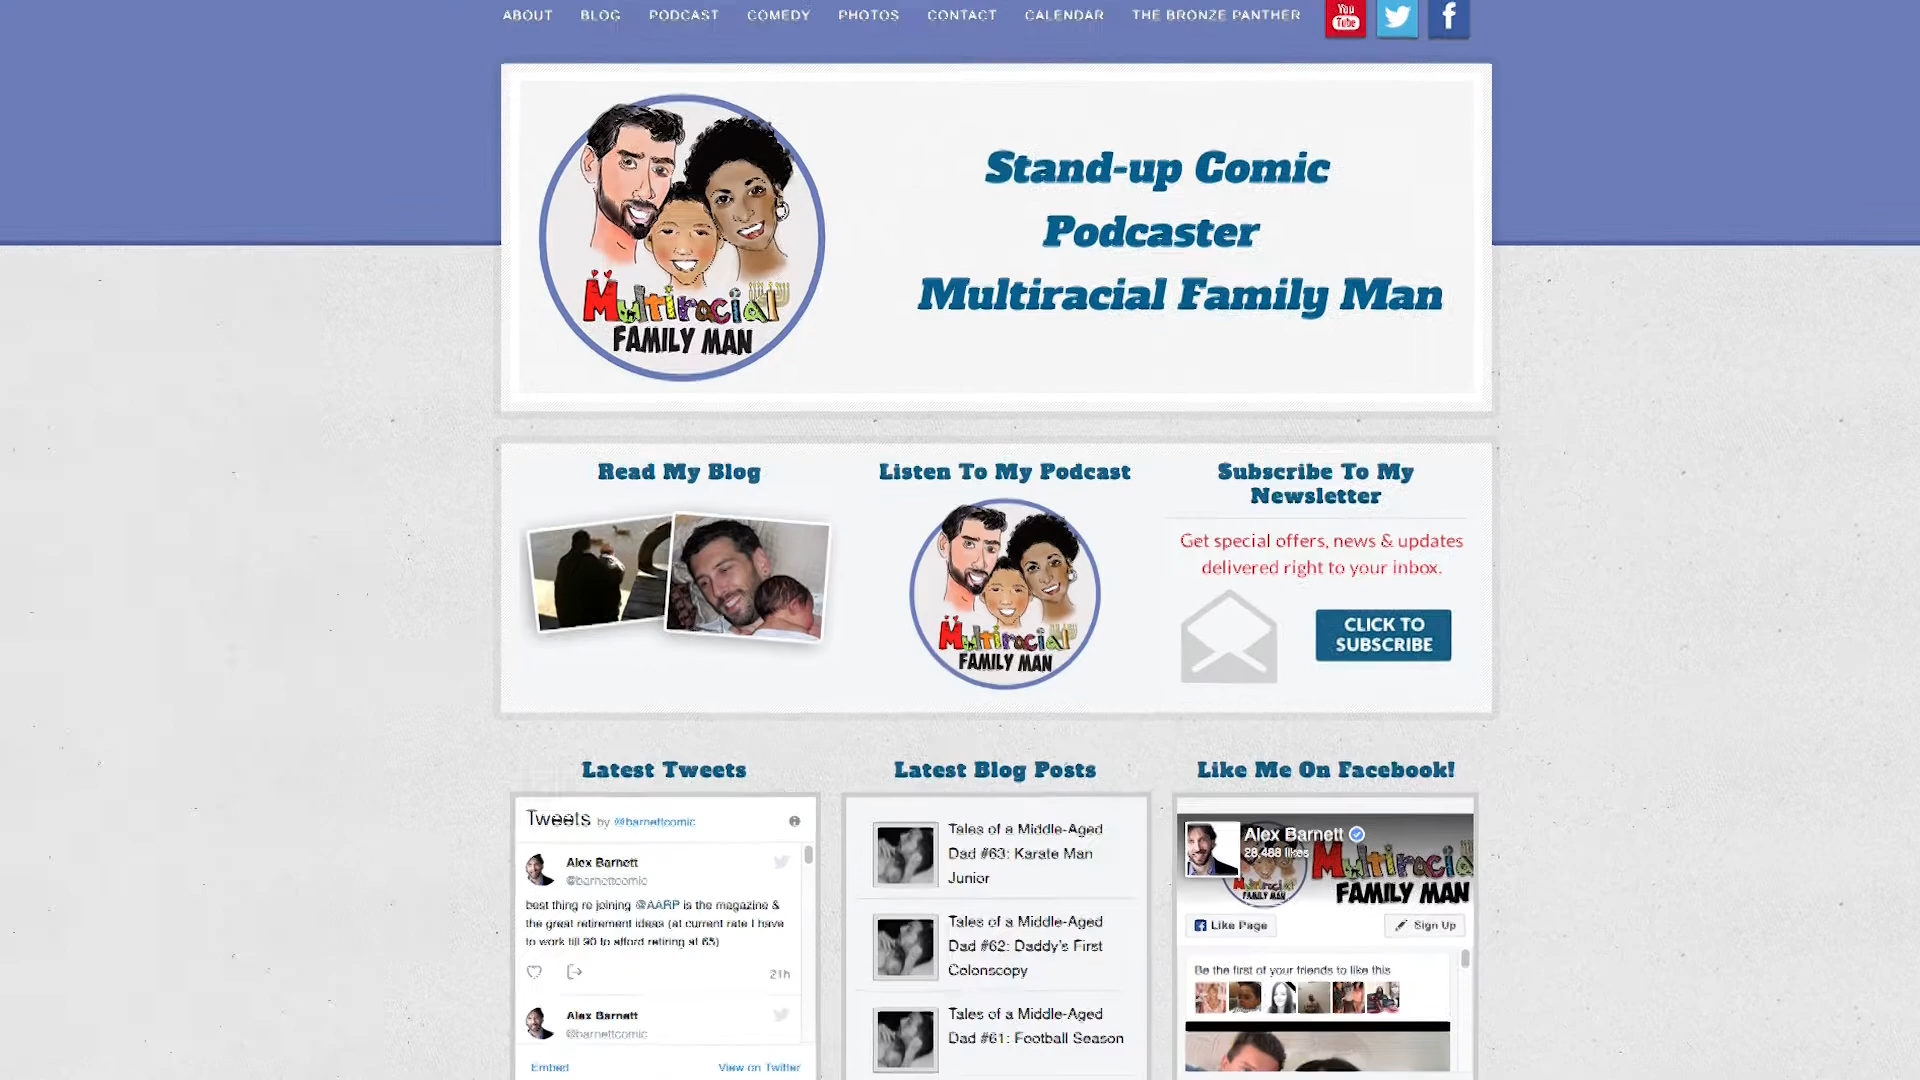 ABOUT BLOG PODCAST COMEDY PHOTOS CONTACT CALENDAR THE BRONZE PANTHER You Tube
Multiracial
FAMILY MAN
Stand-up Comic
Podcaster
Multiracial Family Man
Read My Blog
Listen To My Podcast
Multiracial
FAMILY MAN
Subscribe To My
Newsletter
Get special offers, news & updates
delivered right to your inbox.
CLICK TO
SUBSCRIBE
Latest Tweets
Tweets by @barnettcomic
Alex Barnett
@barnettcomic
best thing re joining @AARP is the magazine &
the great retirement ideas (at current rate I have
to work till 90 to afford retiring at 65)
21h
Alex Barnett
@barnettcomic
Embed View on Twitter
Latest Blog Posts
Tales of a Middle-Aged
Dad #63: Karate Man
Junior
Tales of a Middle-Aged
Dad #62: Daddy's First
Colonscopy
Tales of a Middle-Aged
Dad #61: Football Season
Like Me On Facebook!
Alex Barnett
28,488 likes
Multiracial
FAMILY MAN
Multiracial
FAMILY MAN
Like Page Sign Up
Be the first of your friends to like this